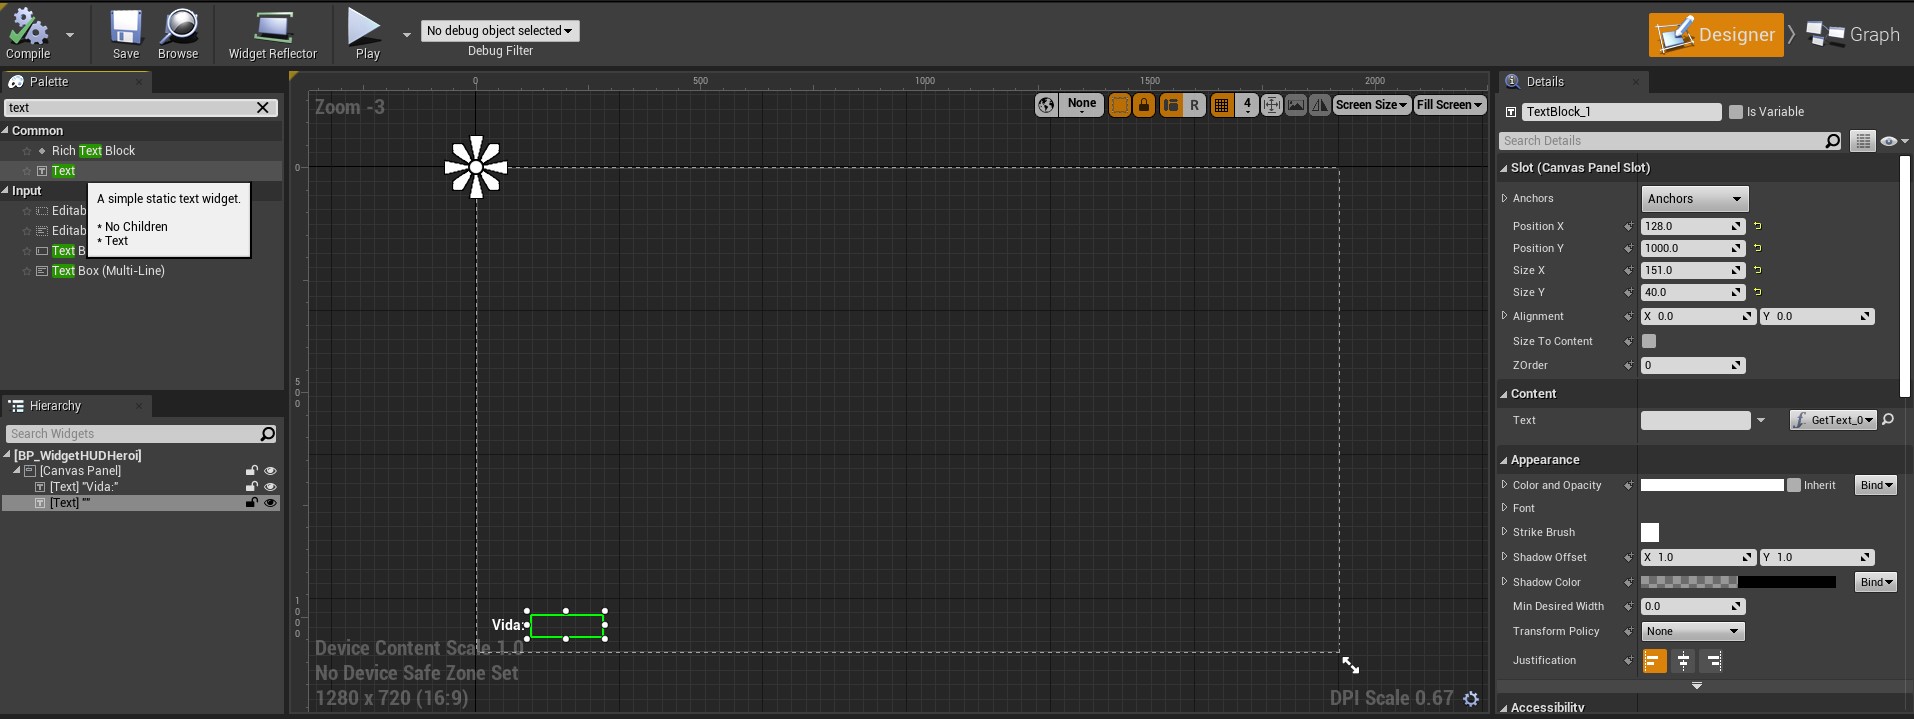 Compile
Save
Browse
Widget Reflector
Play
No debug object selected
Debug Filter
Designer
Graph
Palette
text
Common
Rich Text Block
Text
Input
Editab
Editab
Text B
Text Box (Multi-Line)
A simple static text widget.
* No Children
* Text
Hierarchy
Search Widgets
[BP_WidgetHUDHeroi]
[Canvas Panel]
[Text] "Vida:"
[Text] ""
0
500
1000
1500
2000
Zoom -3
None
R
4
Screen Size
Fill Screen
0
500
1000
Vida:
Device Content Scale 1.0
No Device Safe Zone Set
1280 x 720 (16:9)
DPI Scale 0.67
Details
TextBlock_1
Is Variable
Search Details
Slot (Canvas Panel Slot)
Anchors
Anchors
Position X
128.0
Position Y
1000.0
Size X
151.0
Size Y
40.0
Alignment
X 0.0
Y 0.0
Size To Content
ZOrder
0
Content
Text
GetText_0
Appearance
Color and Opacity
Inherit
Bind
Font
Strike Brush
Shadow Offset
X 1.0
Y 1.0
Shadow Color
Bind
Min Desired Width
0.0
Transform Policy
None
Justification
Accessibility